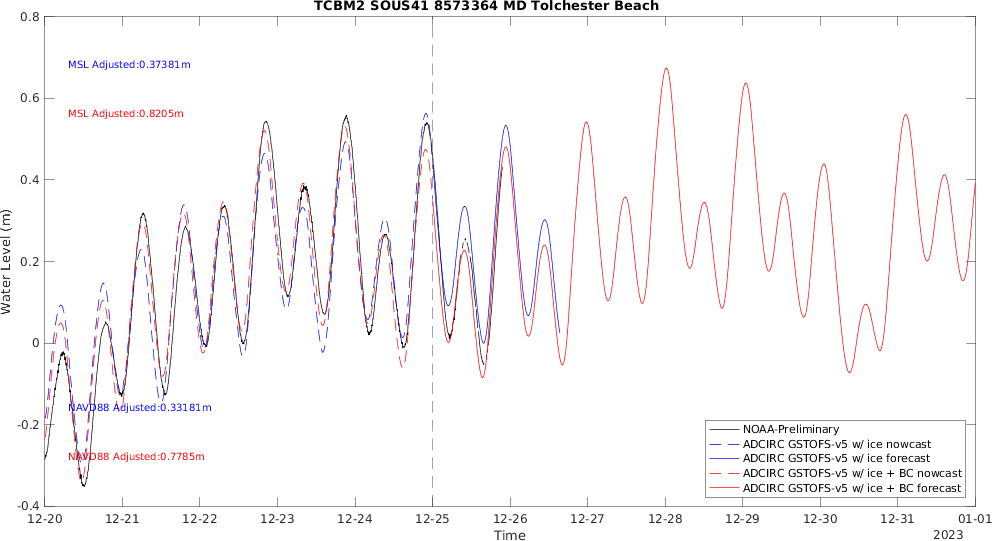 TCBM2 SOUS41 8573364 MD Tolchester Beach
0.8
0.6
0.4
0.2
0
-0.2
-0.4
Water Level (m)
MSL Adjusted:0.37381m
MSL Adjusted:0.8205m
NAVD88 Adjusted:0.33181m
NAVD88 Adjusted:0.7785m
NOAA-Preliminary
ADCIRC GSTOFS-v5 w/ ice nowcast
ADCIRC GSTOFS-v5 w/ ice forecast
ADCIRC GSTOFS-v5 w/ ice + BC nowcast
ADCIRC GSTOFS-v5 w/ ice + BC forecast
12-20 12-21 12-22 12-23 12-24 12-25 12-26 12-27 12-28 12-29 12-30 12-31 01-01
Time
2023